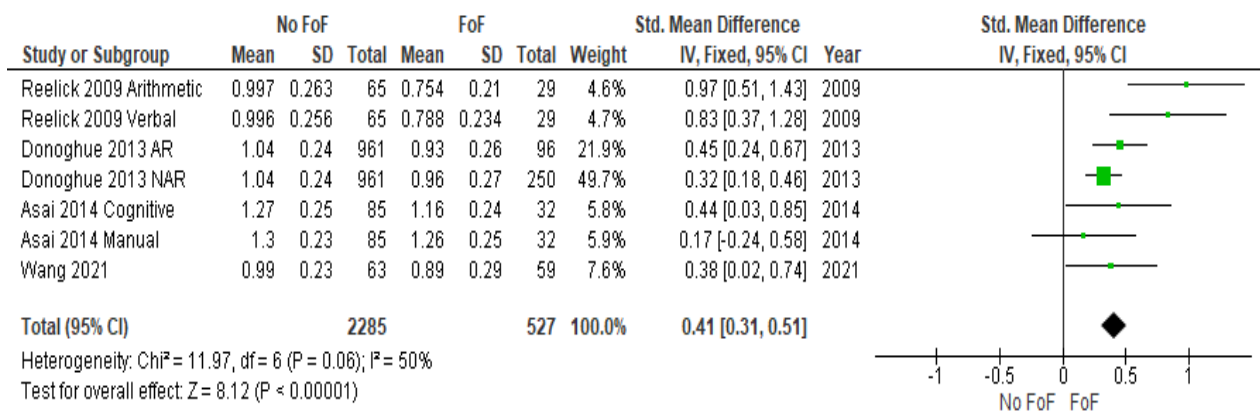 No FoF FoF Std. Mean Difference Std. Mean Difference
Study or Subgroup Mean SD Total Mean SD Total Weight IV, Fixed, 95% CI Year IV, Fixed, 95% CI
Reelick 2009 Arithmetic 0.997 0.263 65 0.754 0.21 29 4.6% 0.97 [0.51, 1.43] 2009
Reelick 2009 Verbal 0.996 0.256 65 0.788 0.234 29 4.7% 0.83 [0.37, 1.28] 2009
Donoghue 2013 AR 1.04 0.24 961 0.93 0.26 96 21.9% 0.45 [0.24, 0.67] 2013
Donoghue 2013 NAR 1.04 0.24 961 0.96 0.27 250 49.7% 0.32 [0.18, 0.46] 2013
Asai 2014 Cognitive 1.27 0.25 85 1.16 0.24 32 5.8% 0.44 [0.03, 0.85] 2014
Asai 2014 Manual 1.3 0.23 85 1.26 0.25 32 5.9% 0.17 [-0.24, 0.58] 2014
Wang 2021 0.99 0.23 63 0.89 0.29 59 7.6% 0.38 [0.02, 0.74] 2021
Total (95% CI) 2285 527 100.0% 0.41 [0.31, 0.51]
Heterogeneity: Chi² = 11.97, df = 6 (P = 0.06); I² = 50%
Test for overall effect: Z = 8.12 (P < 0.00001)
-1 -0.5 0 0.5 1
No FoF FoF